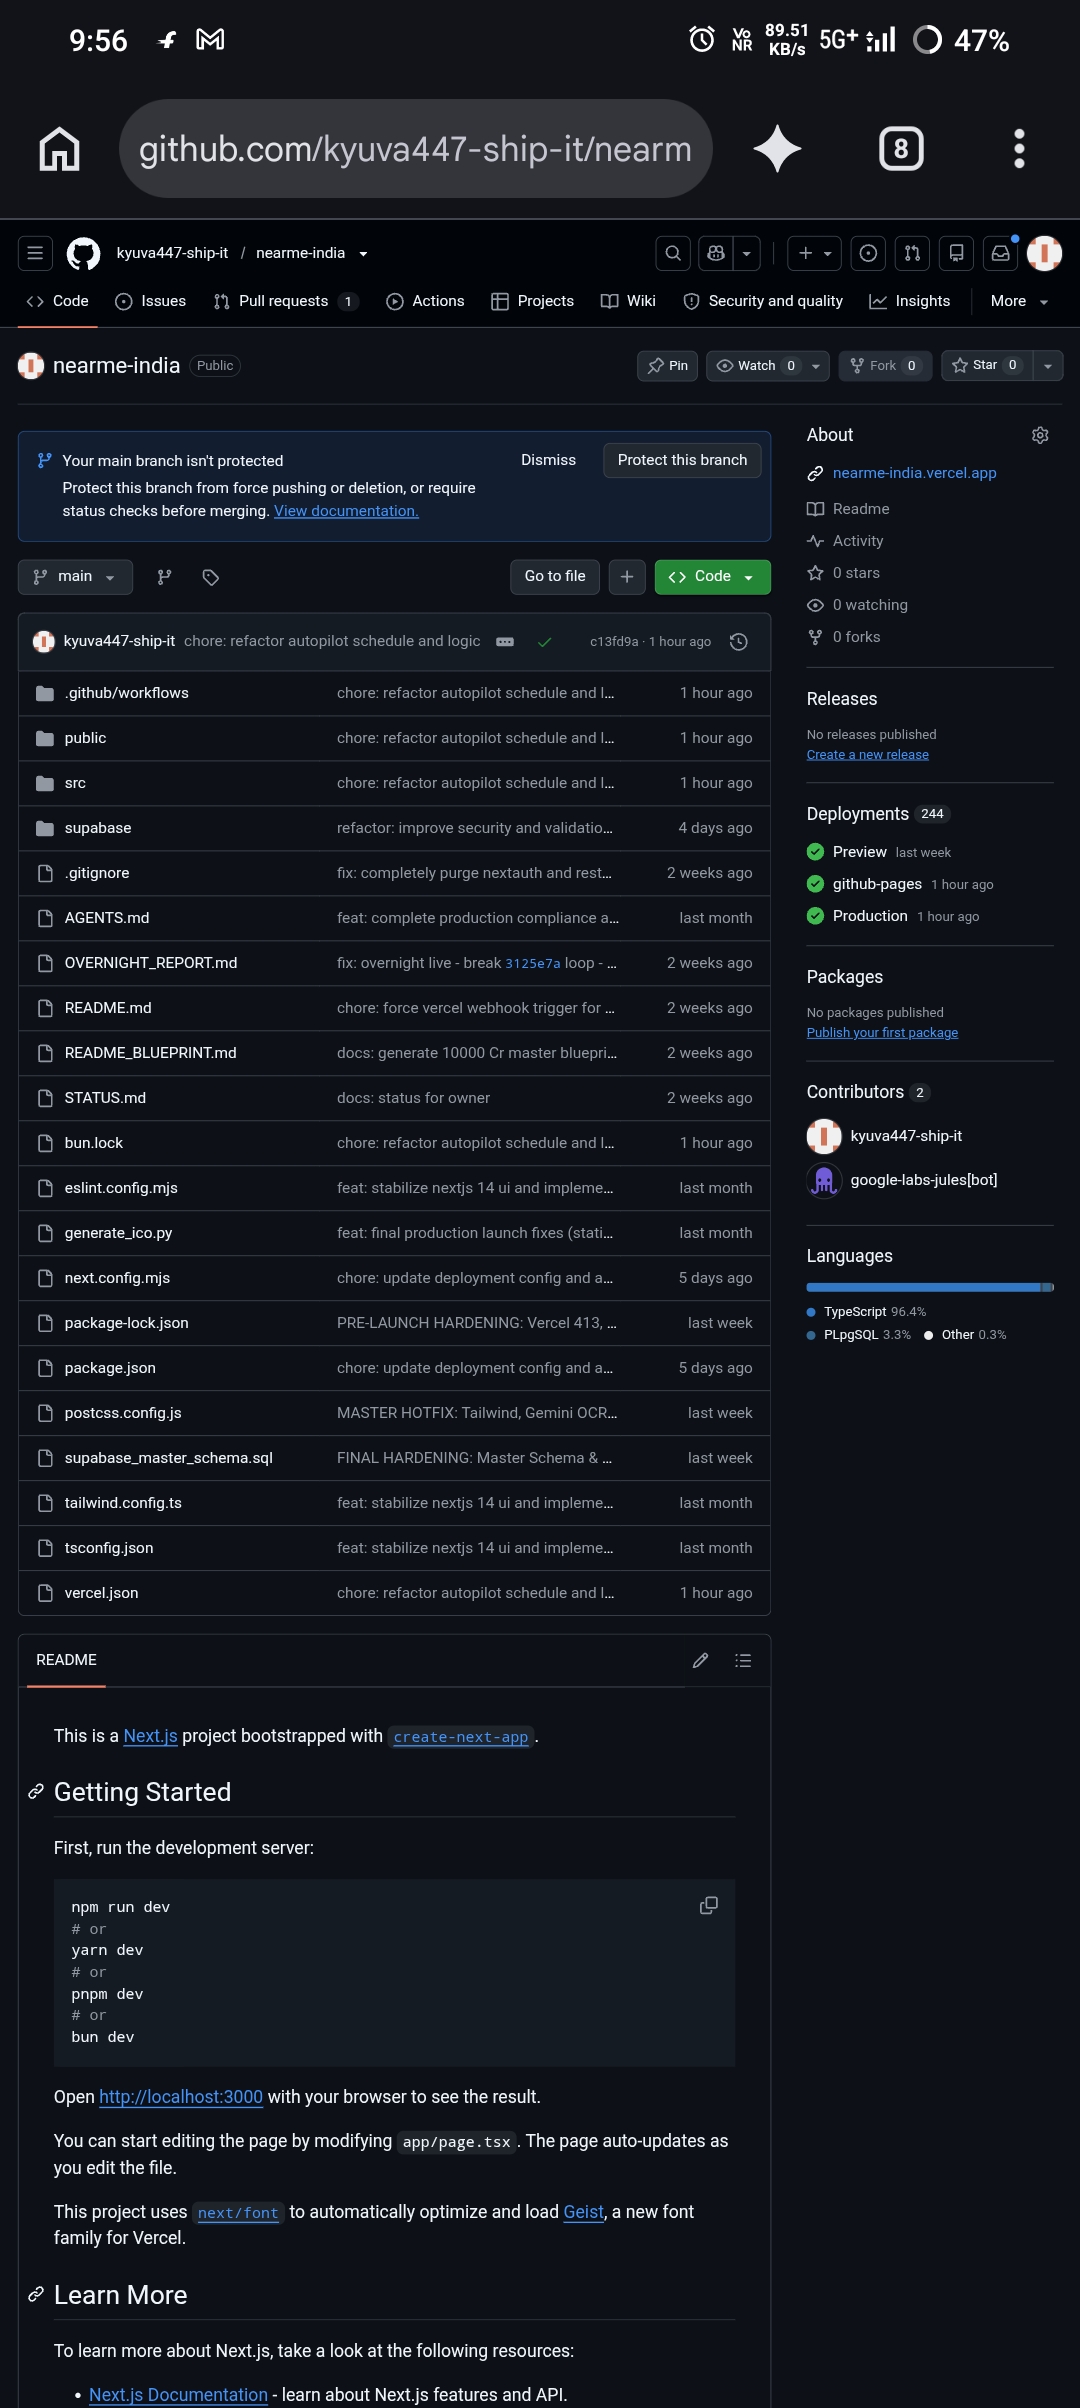 9:56
Vo NR
89.51 KB/s
5G+
47%
github.com/kyuva447-ship-it/nearm
8
kyuva447-ship-it / nearme-india
Code
Issues
Pull requests 1
Actions
Projects
Wiki
Security and quality
Insights
More
nearme-india Public
Pin
Watch 0
Fork 0
Star 0
Your main branch isn't protected
Protect this branch from force pushing or deletion, or require
status checks before merging. View documentation.
Dismiss
Protect this branch
main
Go to file
Code
kyuva447-ship-it chore: refactor autopilot schedule and logic c13fd9a · 1 hour ago
.github/workflows chore: refactor autopilot schedule and l… 1 hour ago
public chore: refactor autopilot schedule and l… 1 hour ago
src chore: refactor autopilot schedule and l… 1 hour ago
supabase refactor: improve security and validatio… 4 days ago
.gitignore fix: completely purge nextauth and rest… 2 weeks ago
AGENTS.md feat: complete production compliance a… last month
OVERNIGHT_REPORT.md fix: overnight live - break 3125e7a loop - … 2 weeks ago
README.md chore: force vercel webhook trigger for … 2 weeks ago
README_BLUEPRINT.md docs: generate 10000 Cr master bluepri… 2 weeks ago
STATUS.md docs: status for owner 2 weeks ago
bun.lock chore: refactor autopilot schedule and l… 1 hour ago
eslint.config.mjs feat: stabilize nextjs 14 ui and impleme… last month
generate_ico.py feat: final production launch fixes (stati… last month
next.config.mjs chore: update deployment config and a… 5 days ago
package-lock.json PRE-LAUNCH HARDENING: Vercel 413, … last week
package.json chore: update deployment config and a… 5 days ago
postcss.config.js MASTER HOTFIX: Tailwind, Gemini OCR… last week
supabase_master_schema.sql FINAL HARDENING: Master Schema & … last week
tailwind.config.ts feat: stabilize nextjs 14 ui and impleme… last month
tsconfig.json feat: stabilize nextjs 14 ui and impleme… last month
vercel.json chore: refactor autopilot schedule and l… 1 hour ago
README
This is a Next.js project bootstrapped with create-next-app.
Getting Started
First, run the development server:
npm run dev
# or
yarn dev
# or
pnpm dev
# or
bun dev
Open http://localhost:3000 with your browser to see the result.
You can start editing the page by modifying app/page.tsx. The page auto-updates as
you edit the file.
This project uses next/font to automatically optimize and load Geist, a new font
family for Vercel.
Learn More
To learn more about Next.js, take a look at the following resources:
• Next.js Documentation - learn about Next.js features and API.
About
nearme-india.vercel.app
Readme
Activity
0 stars
0 watching
0 forks
Releases
No releases published
Create a new release
Deployments 244
Preview last week
github-pages 1 hour ago
Production 1 hour ago
Packages
No packages published
Publish your first package
Contributors 2
kyuva447-ship-it
google-labs-jules[bot]
Languages
TypeScript 96.4%
PLpgSQL 3.3% Other 0.3%